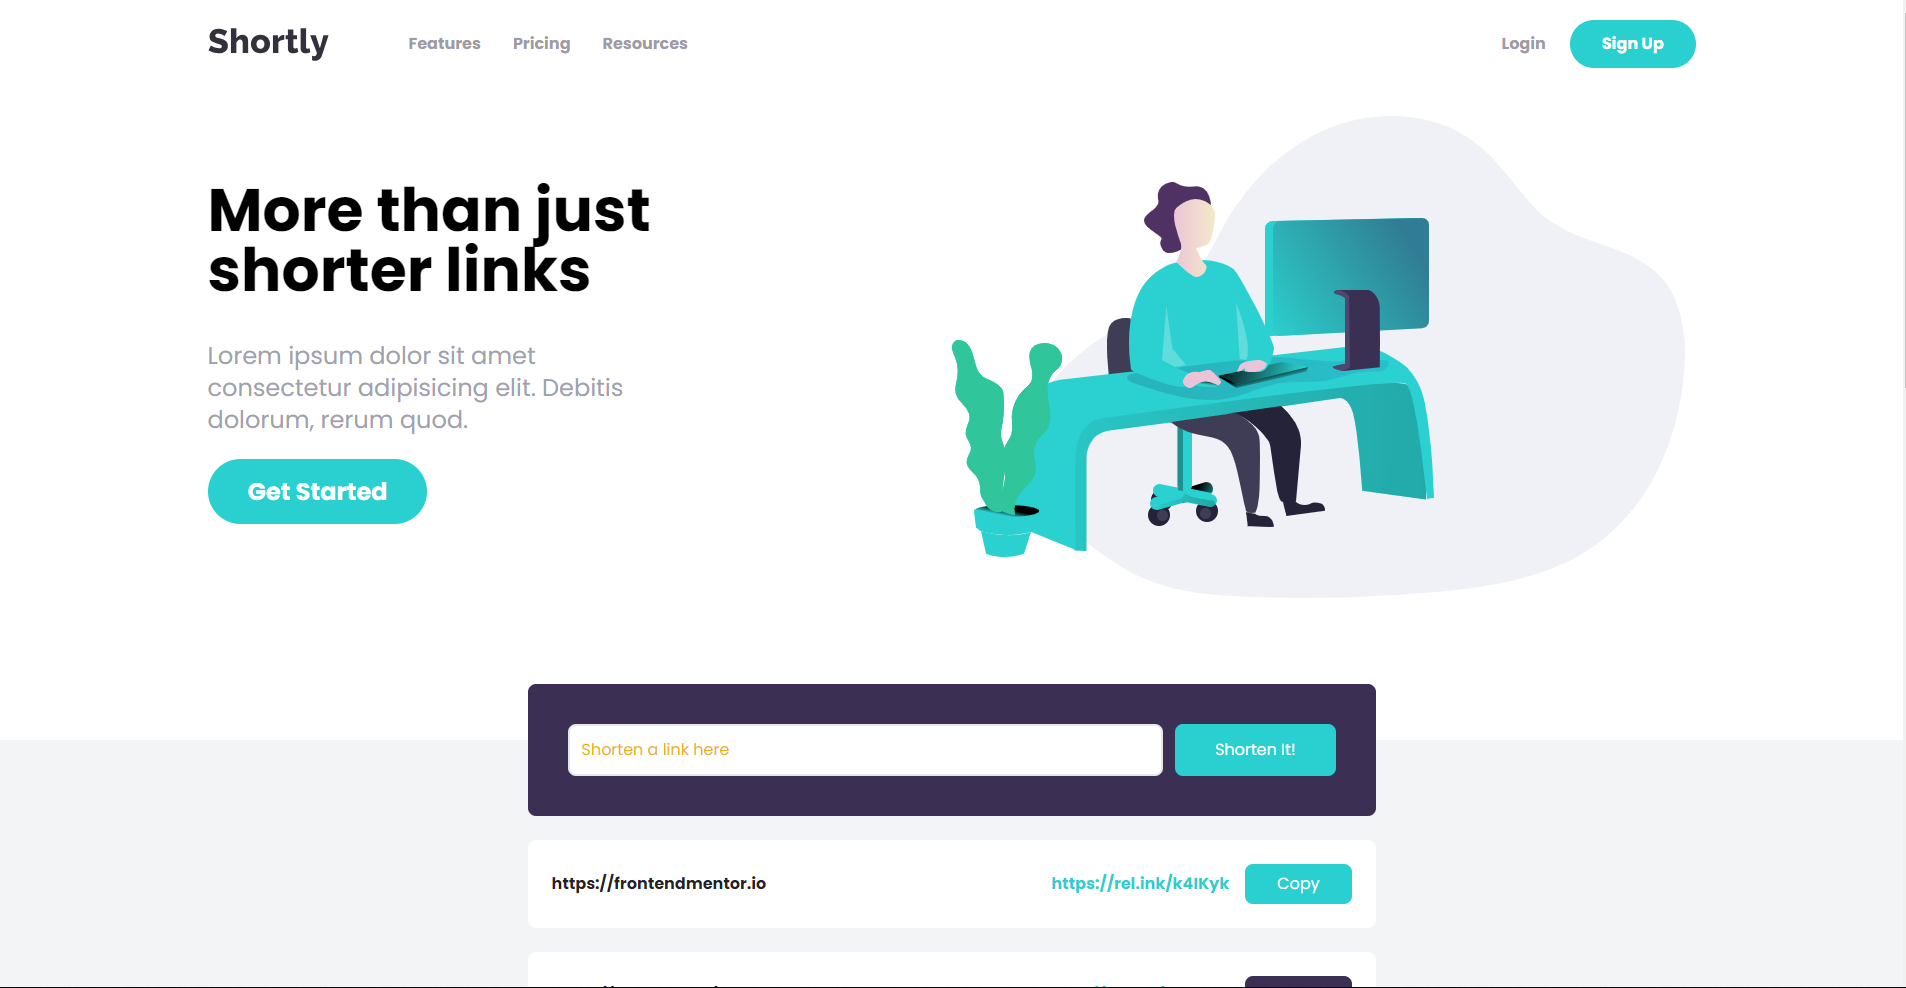 Shortly Features Pricing Resources Login Sign Up
More than just
shorter links
Lorem ipsum dolor sit amet
consectetur adipisicing elit. Debitis
dolorum, rerum quod.
Get Started
Shorten a link here Shorten It!
https://frontendmentor.io https://rel.ink/k4IKyk Copy